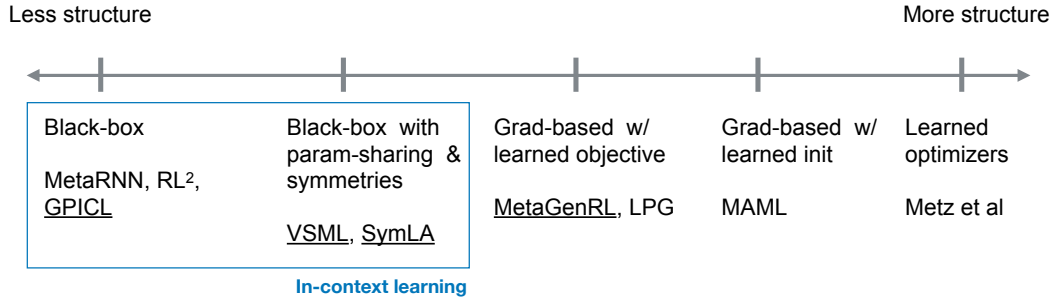 Less structure
More structure
Black-box
MetaRNN, RL²,
GPICL
Black-box with
param-sharing &
symmetries
VSML, SymLA
Grad-based w/
learned objective
MetaGenRL, LPG
Grad-based w/
learned init
MAML
Learned
optimizers
Metz et al
In-context learning